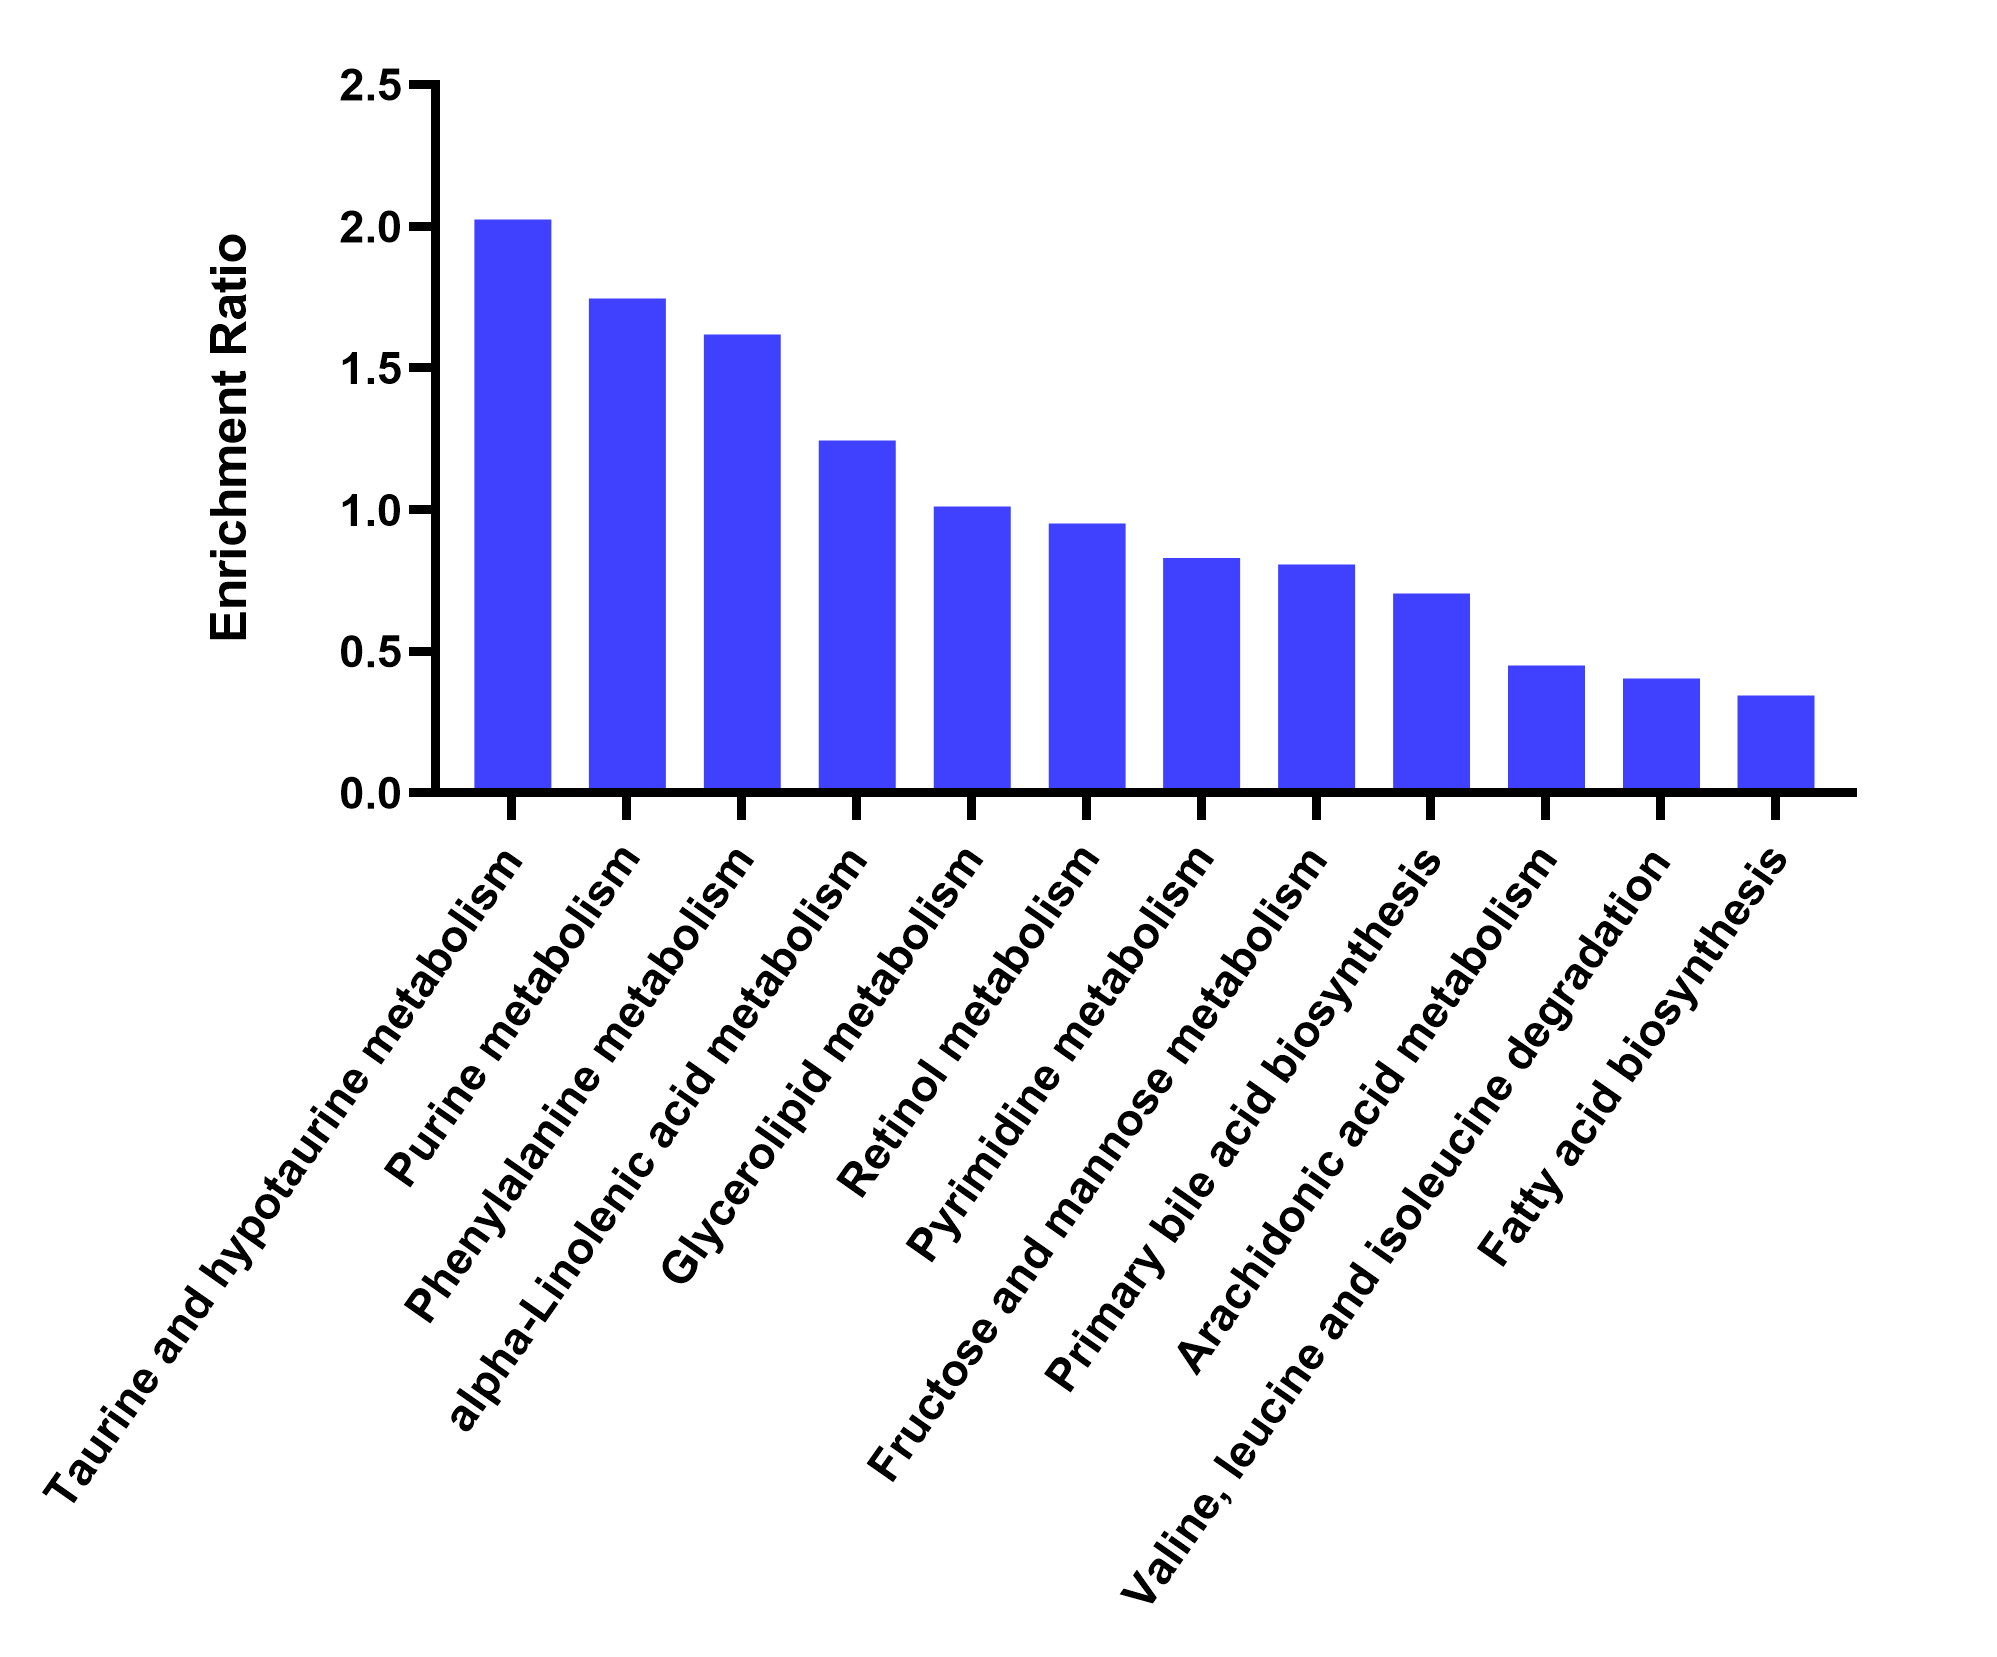 Enrichment Ratio
2.5
2.0
1.5
1.0
0.5
0.0
Taurine and hypotaurine metabolism
Purine metabolism
Phenylalanine metabolism
alpha-Linolenic acid metabolism
Glycerolipid metabolism
Retinol metabolism
Pyrimidine metabolism
Fructose and mannose metabolism
Primary bile acid biosynthesis
Arachidonic acid metabolism
Valine, leucine and isoleucine degradation
Fatty acid biosynthesis